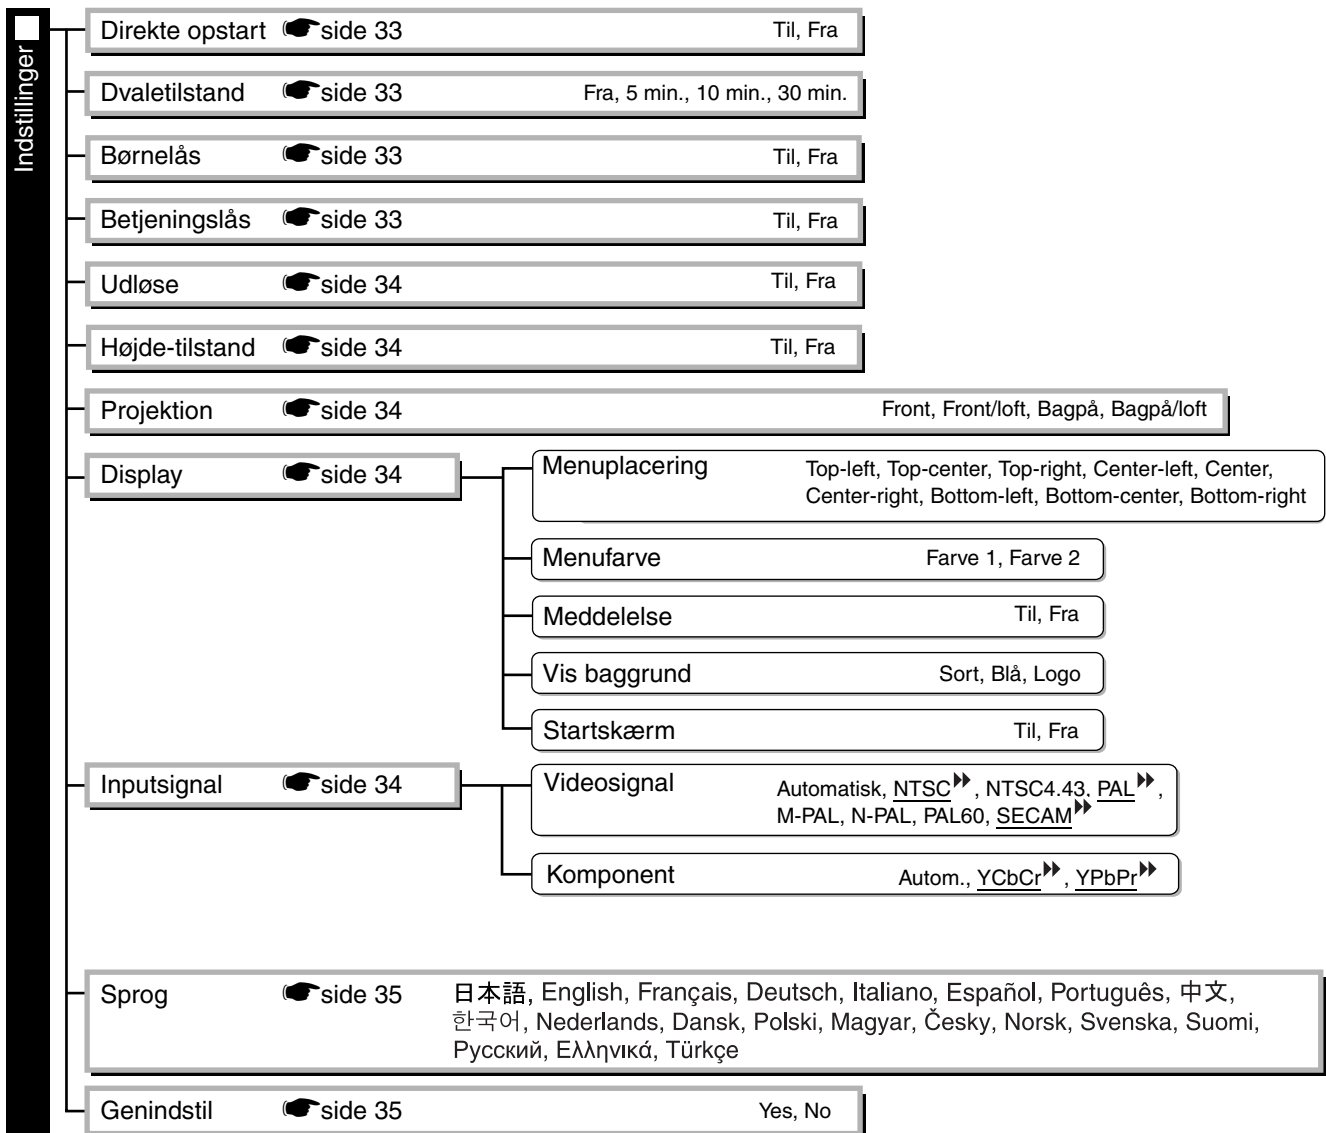 Indstillinger
Direkte opstart ☛side 33 Til, Fra
Dvaletilstand ☛side 33 Fra, 5 min., 10 min., 30 min.
Børnelås ☛side 33 Til, Fra
Betjeningslås ☛side 33 Til, Fra
Udløse ☛side 34 Til, Fra
Højde-tilstand ☛side 34 Til, Fra
Projektion ☛side 34 Front, Front/loft, Bagpå, Bagpå/loft
Display ☛side 34
Menuplacering Top-left, Top-center, Top-right, Center-left, Center,
Center-right, Bottom-left, Bottom-center, Bottom-right
Menufarve Farve 1, Farve 2
Meddelelse Til, Fra
Vis baggrund Sort, Blå, Logo
Startskærm Til, Fra
Inputsignal ☛side 34
Videosignal Automatisk, NTSC, NTSC4.43, PAL,
M-PAL, N-PAL, PAL60, SECAM
Komponent Autom., YCbCr, YPbPr
Sprog ☛side 35 日本語, English, Français, Deutsch, Italiano, Español, Português, 中文,
한국어, Nederlands, Dansk, Polski, Magyar, Česky, Norsk, Svenska, Suomi,
Русский, Ελληνικά, Türkçe
Genindstil ☛side 35 Yes, No